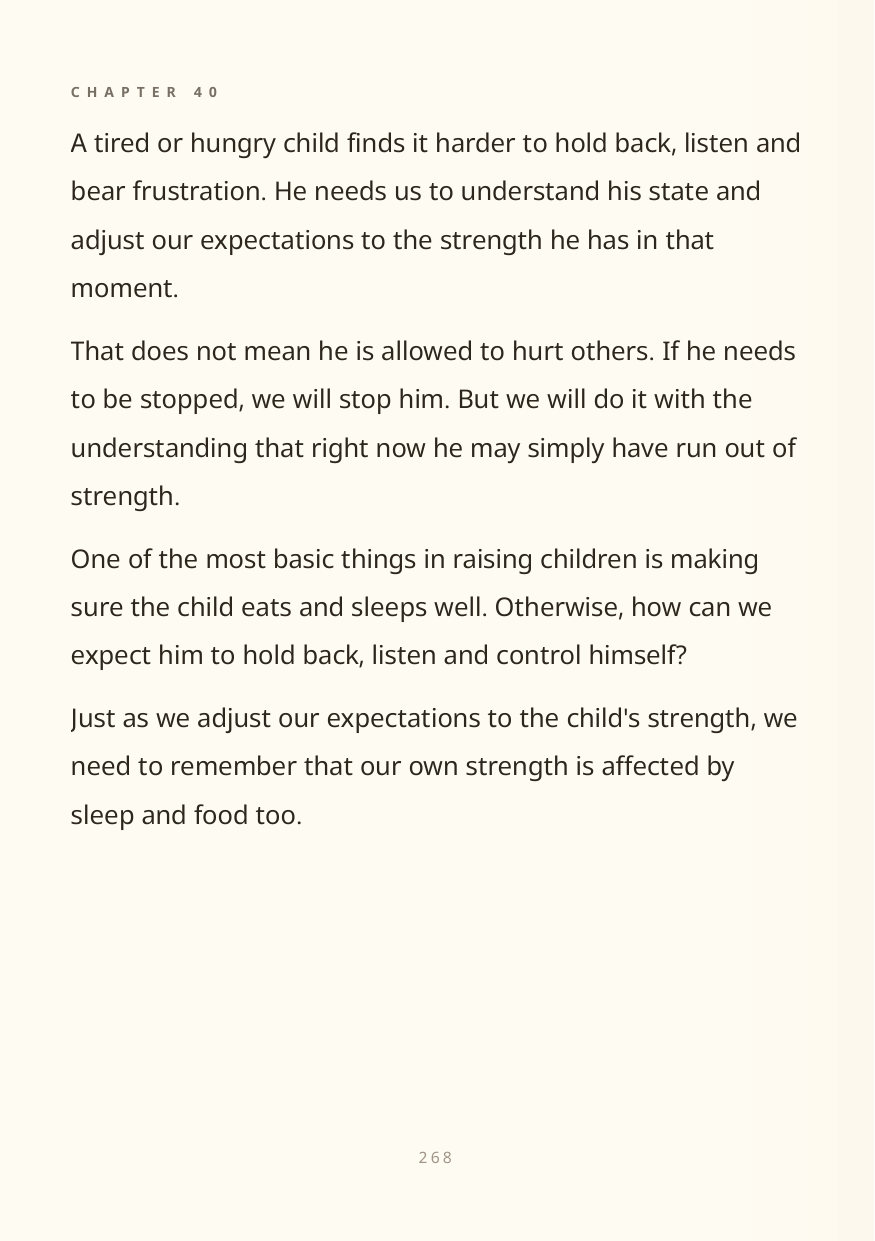 CHAPTER 40
A tired or hungry child finds it harder to hold back, listen and
bear frustration. He needs us to understand his state and
adjust our expectations to the strength he has in that
moment.
That does not mean he is allowed to hurt others. If he needs
to be stopped, we will stop him. But we will do it with the
understanding that right now he may simply have run out of
strength.
One of the most basic things in raising children is making
sure the child eats and sleeps well. Otherwise, how can we
expect him to hold back, listen and control himself?
Just as we adjust our expectations to the child's strength, we
need to remember that our own strength is affected by
sleep and food too.
268